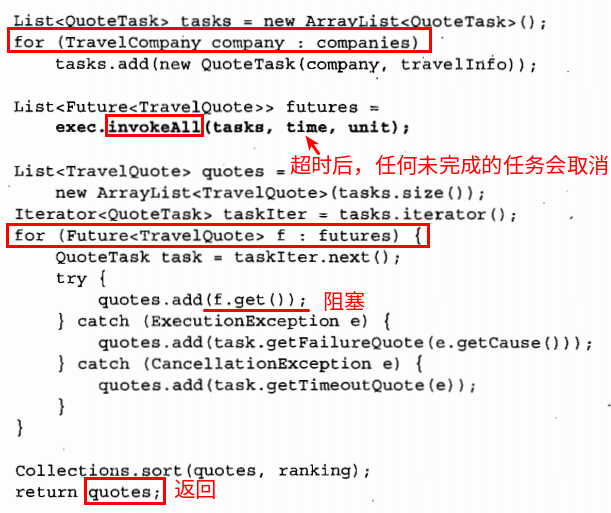 List<QuoteTask> tasks = new ArrayList<QuoteTask>();
for (TravelCompany company : companies)
    tasks.add(new QuoteTask(company, travelInfo));
List<Future<TravelQuote>> futures =
    exec.invokeAll(tasks, time, unit);
超时后，任何未完成的任务会取消
List<TravelQuote> quotes =
    new ArrayList<TravelQuote>(tasks.size());
Iterator<QuoteTask> taskIter = tasks.iterator();
for (Future<TravelQuote> f : futures) {
    QuoteTask task = taskIter.next();
    try {
        quotes.add(f.get()); 阻塞
    } catch (ExecutionException e) {
        quotes.add(task.getFailureQuote(e.getCause()));
    } catch (CancellationException e) {
        quotes.add(task.getTimeoutQuote(e));
    }
}
Collections.sort(quotes, ranking);
return quotes; 返回